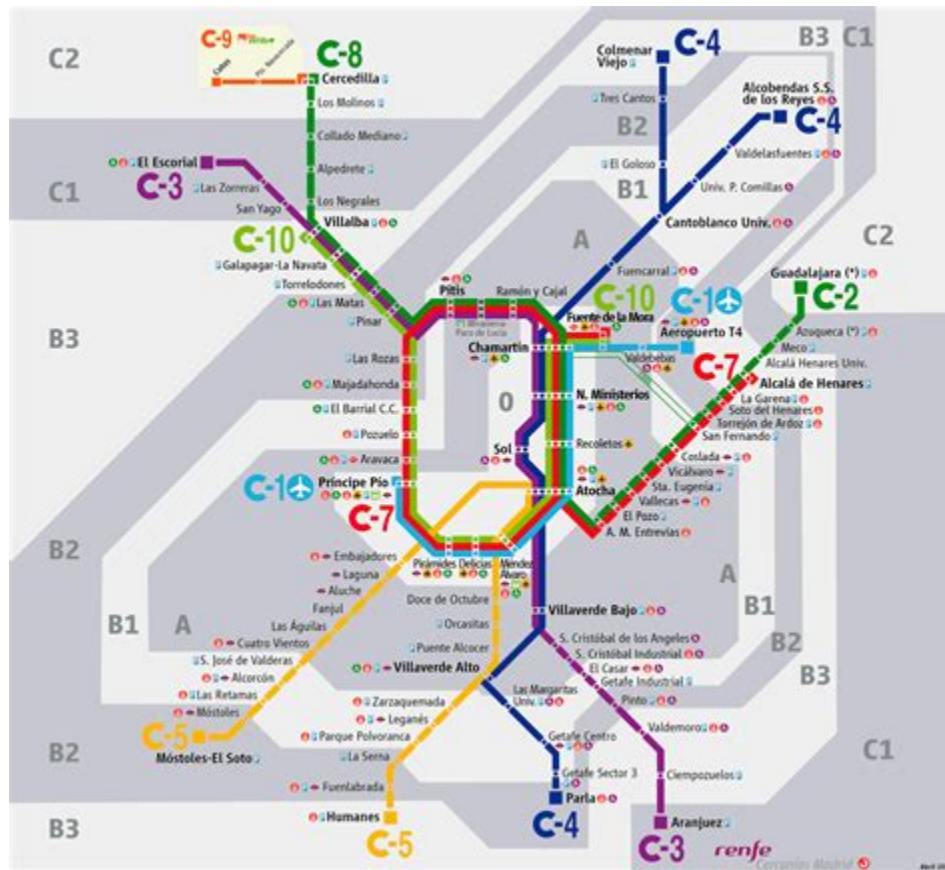 C2
C-9
Cotos
C-8
Cercedilla
Los Molinos
Collado Mediano
Alpedrete
Los Negrales
Villalba
C1
El Escorial
C-3
Las Zorreras
San Yago
C-10
Galapagar-La Navata
Torrelodones
Las Matas
Pinar
B3
Las Rozas
Majadahonda
El Barrial C.C.
Pozuelo
Aravaca
Príncipe Pío
C-1
C-7
Colmenar
Viejo
C-4
Tres Cantos
B2
El Goloso
B1
A
B3
C1
Alcobendas S.S.
de los Reyes
C-4
Valdelasfuentes
Univ. P. Comillas
Cantoblanco Univ.
Fuencarral
C2
Pitis
Ramón y Cajal
Mirasierra
Paco de Lucía
Chamartín
C-10
Fuente de la Mora
C-1
Aeropuerto T4
Valdebebas
Guadalajara (*)
C-2
Azuqueca (*)
Meco
Alcalá Henares Univ.
C-7
Alcalá de Henares
La Garena
Soto del Henares
Torrejón de Ardoz
San Fernando
Coslada
Vicálvaro
Sta. Eugenia
Vallecas
El Pozo
A. M. Entrevías
0
N. Ministerios
Sol
Recoletos
Atocha
B2
Pirámides
Delicias
Méndez
Álvaro
Embajadores
Laguna
Aluche
Fanjul
Las Águilas
Cuatro Vientos
S. José de Valderas
Alcorcón
Las Retamas
Móstoles
C-5
Móstoles-El Soto
B1
A
Doce de Octubre
Orcasitas
Puente Alcocer
Villaverde Alto
Zarzaquemada
Leganés
Parque Polvoranca
La Serna
Fuenlabrada
Humanes
C-5
B2
B3
Villaverde Bajo
S. Cristóbal de los Angeles
S. Cristóbal Industrial
El Casar
Getafe Industrial
Pinto
Valdemoro
Ciempozuelos
Aranjuez
C-3
Las Margaritas
Univ.
Getafe Centro
Getafe Sector 3
Parla
C-4
A
B1
B2
B3
C1
renfe
Cercanías Madrid